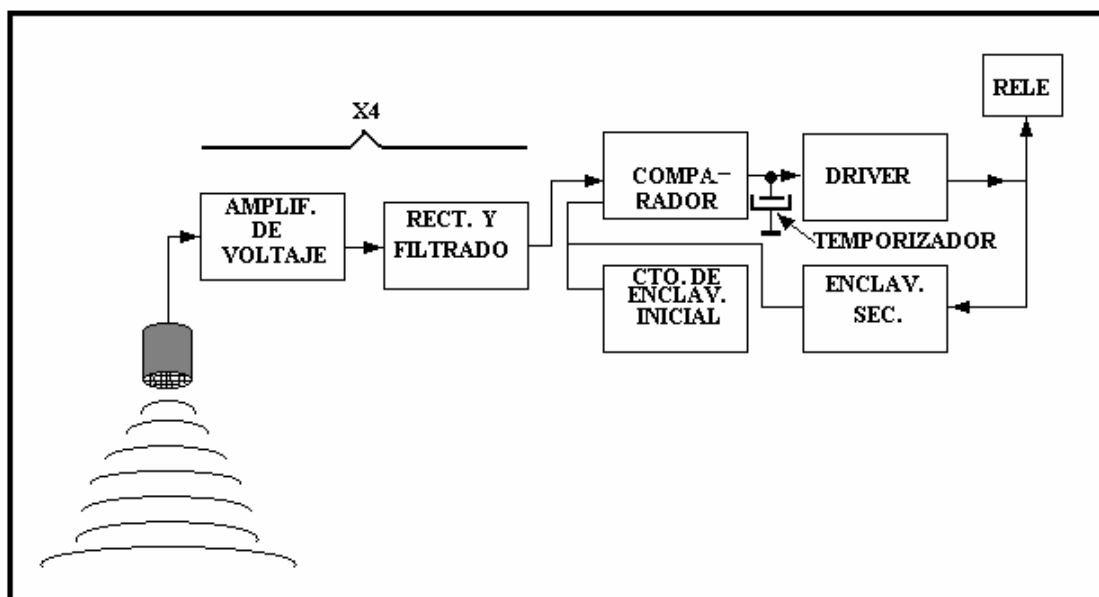 X4
AMPLIF.
DE
VOLTAJE
RECT. Y
FILTRADO
COMPA-
RADOR
DRIVER
RELE
TEMPORIZADOR
CTO. DE
ENCLAV.
INICIAL
ENCLAV.
SEC.